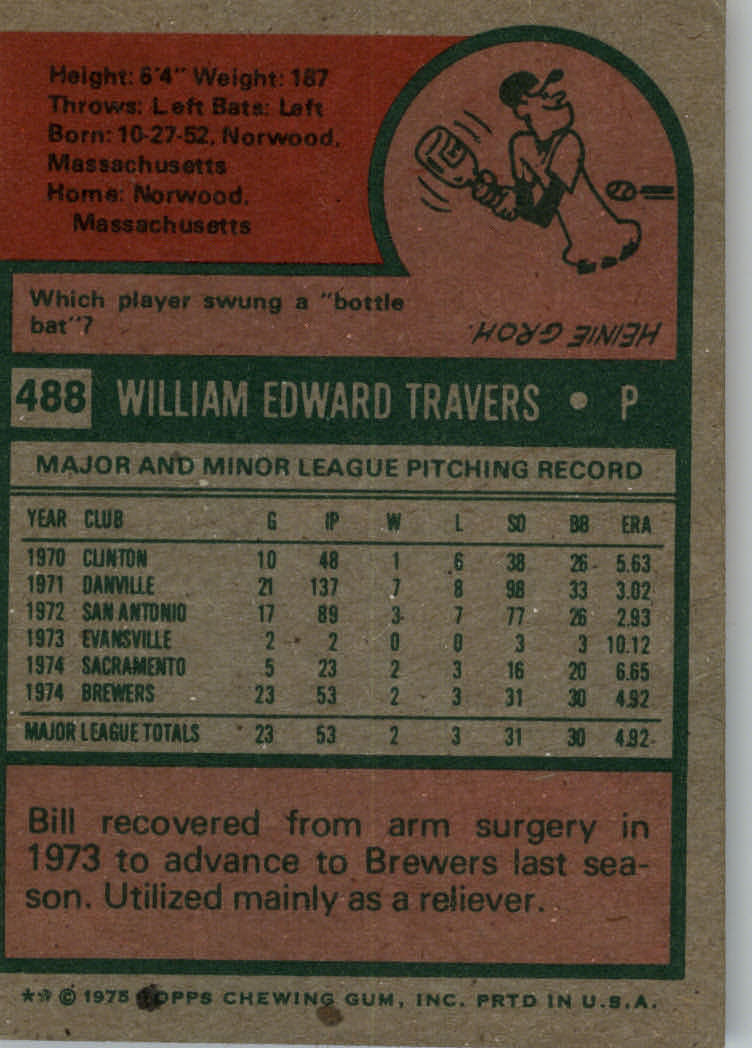 Height: 6'4" Weight: 187
Throws: Left Bats: Left
Born: 10-27-52, Norwood,
Massachusetts
Home: Norwood,
Massachusetts
Which player swung a "bottle
bat"?
HEINIE GROH.
488 WILLIAM EDWARD TRAVERS • P
MAJOR AND MINOR LEAGUE PITCHING RECORD
YEAR CLUB G IP W L SO BB ERA
1970 CLINTON 10 48 1 6 38 26 5.63
1971 DANVILLE 21 137 7 8 98 33 3.02
1972 SAN ANTONIO 17 89 3 7 77 26 2.93
1973 EVANSVILLE 2 2 0 0 3 3 10.12
1974 SACRAMENTO 5 23 2 3 16 20 6.65
1974 BREWERS 23 53 2 3 31 30 4.92
MAJOR LEAGUE TOTALS 23 53 2 3 31 30 4.92
Bill recovered from arm surgery in
1973 to advance to Brewers last sea-
son. Utilized mainly as a reliever.
** © 1975 TOPPS CHEWING GUM, INC. PRTD IN U.S.A.